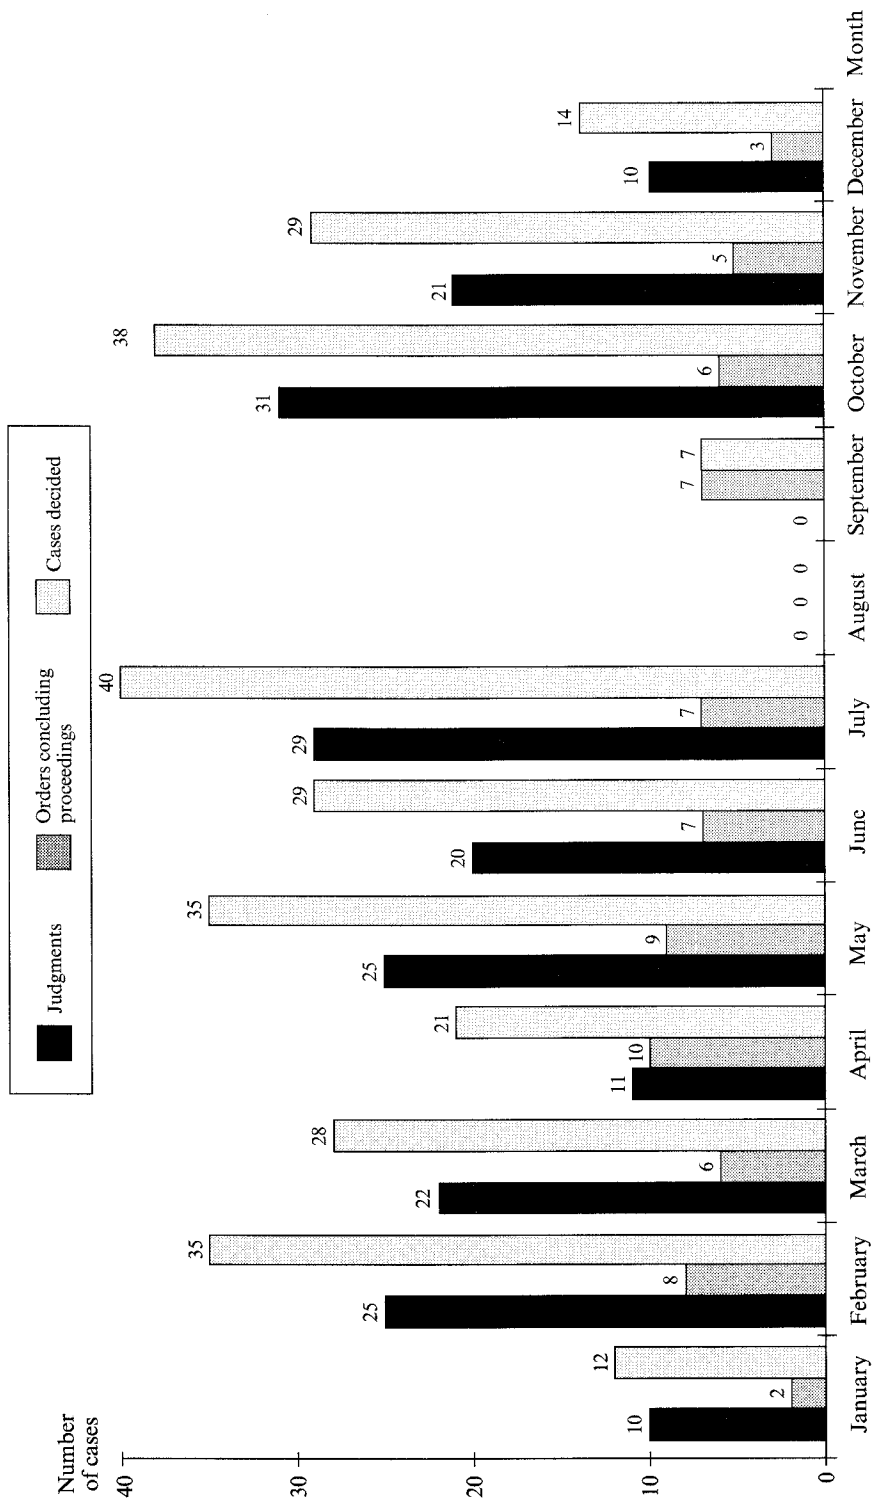 Number
of cases
Judgments
Orders concluding
proceedings
Cases decided
40
30
20
10
0
10
2
12
25
8
35
22
6
28
11
10
21
25
9
35
20
7
29
29
7
40
0
0
0
0
7
7
31
6
38
21
5
29
10
3
14
January
February
March
April
May
June
July
August
September
October
November
December
Month